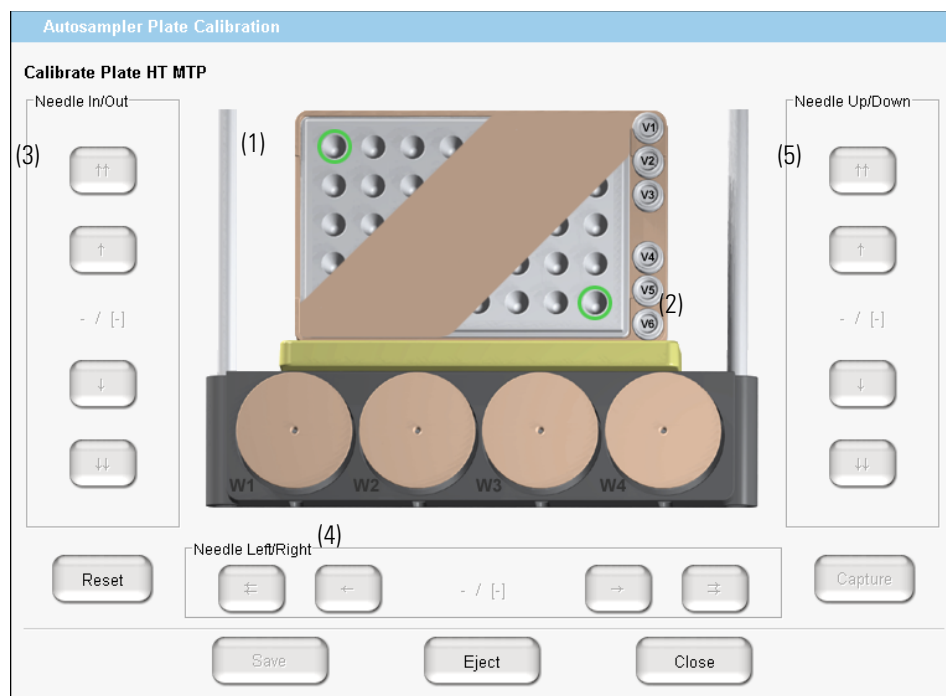 Autosampler Plate Calibration
Calibrate Plate HT MTP
Needle In/Out
Needle Up/Down
(1)
(3)
(5)
V1
V2
V3
V4
V5
(2)
V6
↑↑
↑
- / [-]
↓
↓↓
↑↑
↑
- / [-]
↓
↓↓
W1
W2
W3
W4
Needle Left/Right
(4)
Reset
⇇
←
- / [-]
→
⇉
Capture
Save
Eject
Close